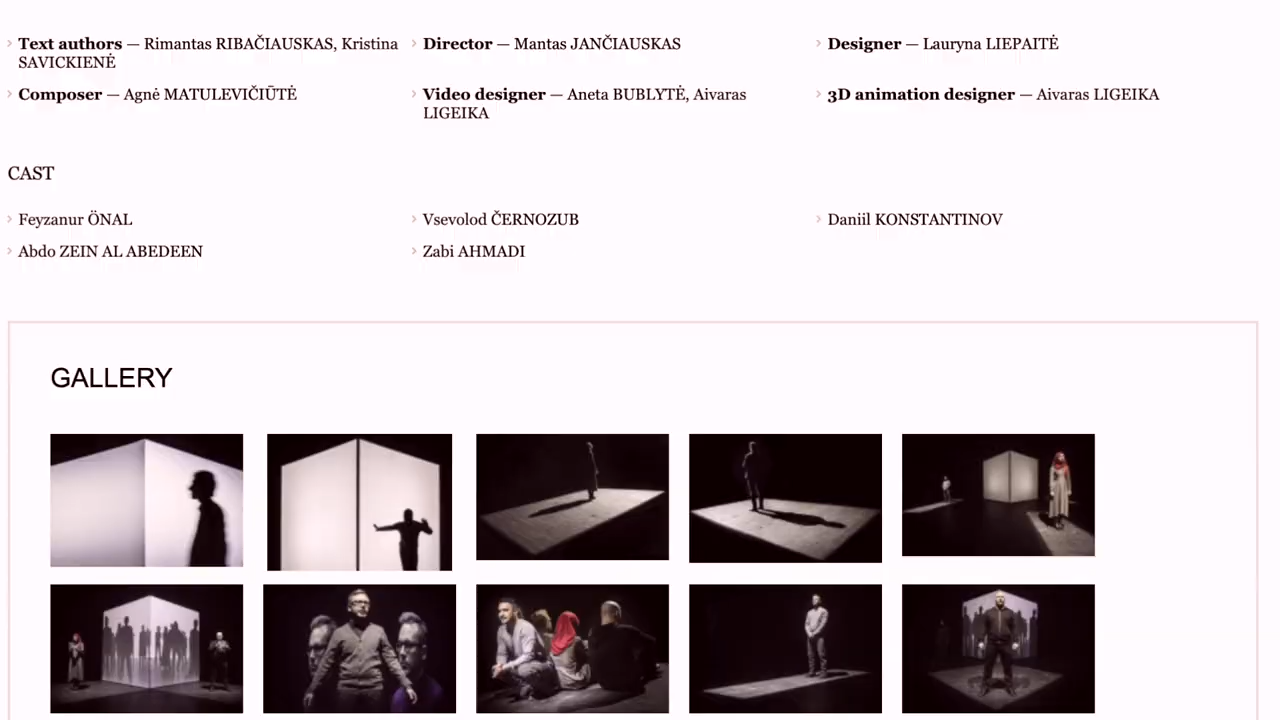 Text authors — Rimantas RIBAČIAUSKAS, Kristina SAVICKIENĖ
Director — Mantas JANČIAUSKAS
Designer — Lauryna LIEPAITĖ
Composer — Agnė MATULEVIČIŪTĖ
Video designer — Aneta BUBLYTĖ, Aivaras LIGEIKA
3D animation designer — Aivaras LIGEIKA
CAST
Feyzanur ÖNAL
Vsevolod ČERNOZUB
Daniil KONSTANTINOV
Abdo ZEIN AL ABEDEEN
Zabi AHMADI
GALLERY